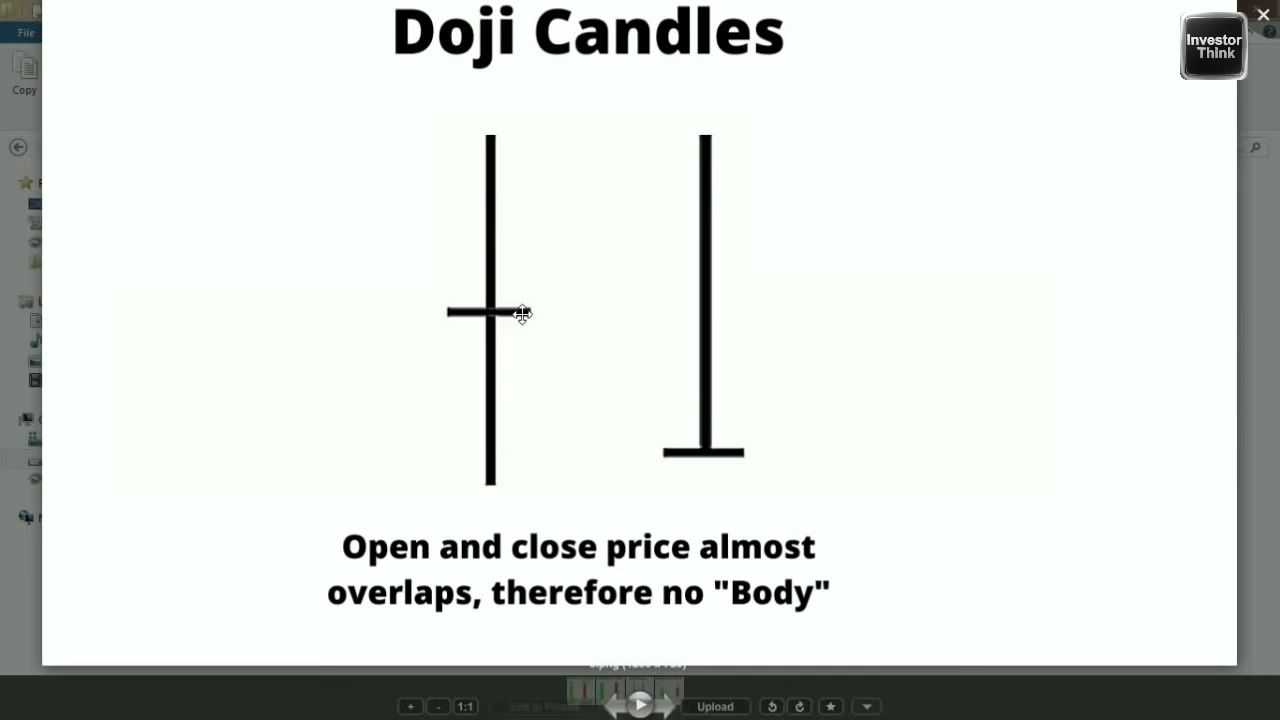 Doji Candles
Investor
Think
File
Copy
Open and close price almost
overlaps, therefore no "Body"
+ - 1:1
Upload